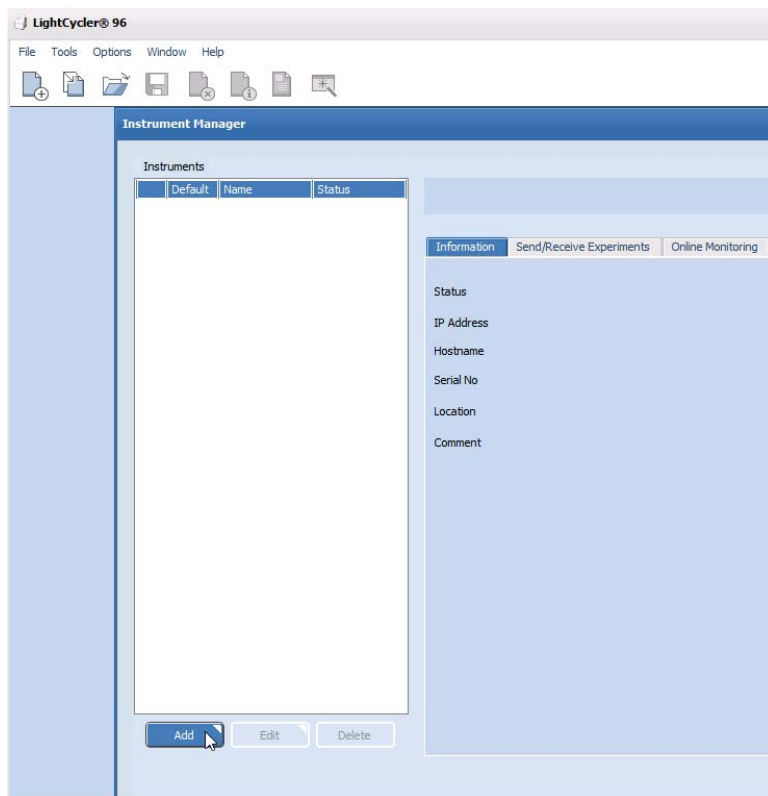 LightCycler® 96
File Tools Options Window Help
Instrument Manager
Instruments
Default Name Status
Information Send/Receive Experiments Online Monitoring
Status
IP Address
Hostname
Serial No
Location
Comment
Add Edit Delete